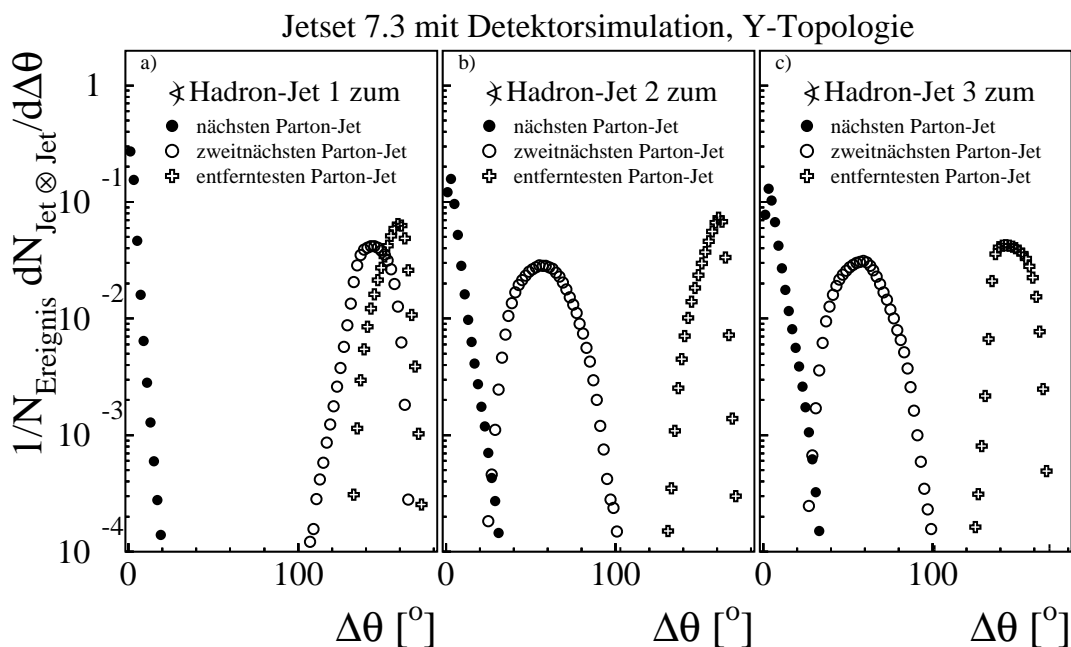 Jetset 7.3 mit Detektorsimulation, Y-Topologie
1/N Ereignis dN Jet ⊗ Jet/dΔθ
1
10 -1
10 -2
10 -3
10 -4
a)
∢ Hadron-Jet 1 zum
nächsten Parton-Jet
zweitnächsten Parton-Jet
entferntesten Parton-Jet
0 100
Δθ [o]
b)
∢ Hadron-Jet 2 zum
nächsten Parton-Jet
zweitnächsten Parton-Jet
entferntesten Parton-Jet
0 100
Δθ [o]
c)
∢ Hadron-Jet 3 zum
nächsten Parton-Jet
zweitnächsten Parton-Jet
entferntesten Parton-Jet
0 100
Δθ [o]